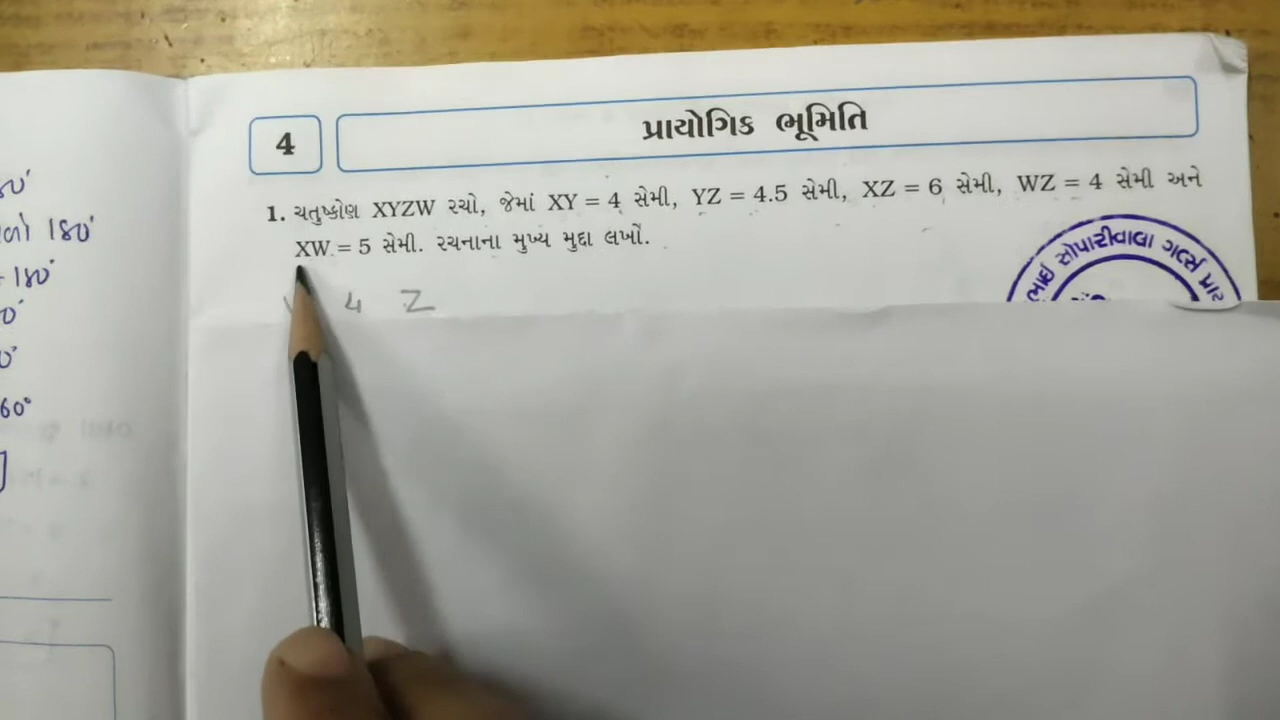 4
પ્રાયોગિક ભૂમિતિ
1. ચતુષ્કોણ XYZW રચો, જેમાં XY = 4 સેમી, YZ = 4.5 સેમી, XZ = 6 સેમી, WZ = 4 સેમી અને
XW = 5 સેમી. રચનાના મુખ્ય મુદ્દા લખો.
4 Z
ભાઇ સોપારીવાલા ગર્લ્સ પ્રાય
180°
180°
60°